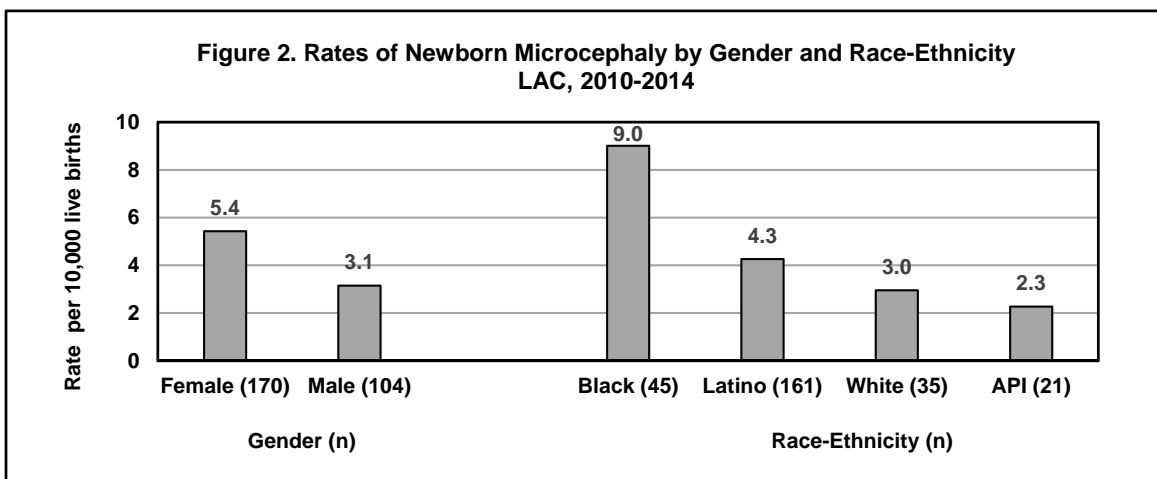 Figure 2. Rates of Newborn Microcephaly by Gender and Race-Ethnicity
LAC, 2010-2014
Rate per 10,000 live births
10
8
6
4
2
0
5.4
3.1
9.0
4.3
3.0
2.3
Female (170) Male (104) Black (45) Latino (161) White (35) API (21)
Gender (n) Race-Ethnicity (n)